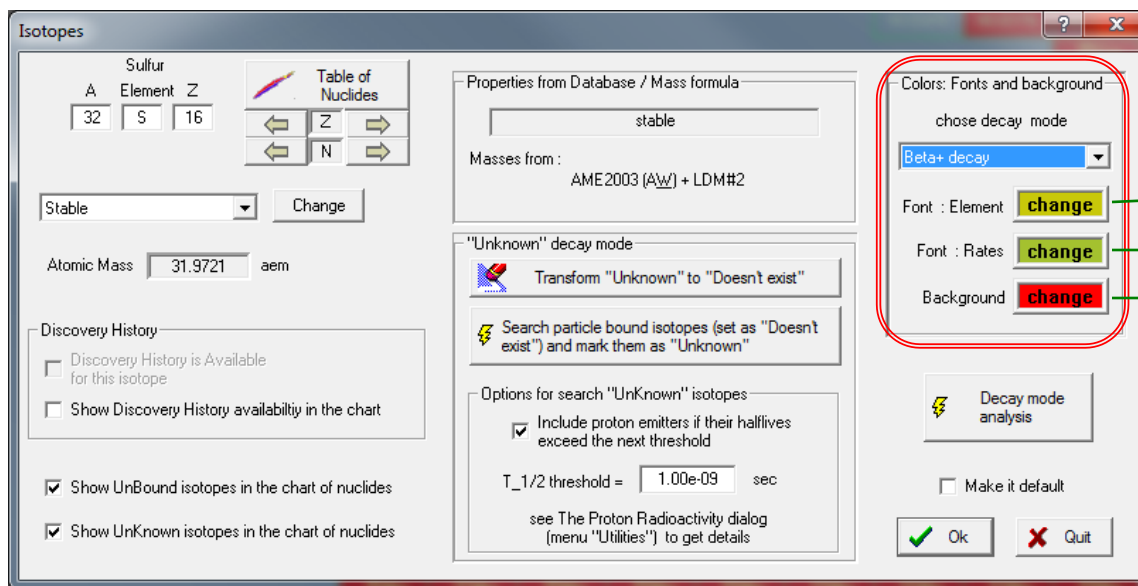 Isotopes
Sulfur
A Element Z
32 S 16
Table of
Nuclides
Z
N
Stable
Change
Atomic Mass 31.9721 aem
Discovery History
Discovery History is Available
for this isotope
Show Discovery History availabiltiy in the chart
Show UnBound isotopes in the chart of nuclides
Show UnKnown isotopes in the chart of nuclides
Properties from Database / Mass formula
stable
Masses from :
AME2003 (AW) + LDM#2
"Unknown" decay mode
Transform "Unknown" to "Doesn't exist"
Search particle bound isotopes (set as "Doesn't
exist") and mark them as "Unknown"
Options for search "UnKnown" isotopes
Include proton emitters if their halflives
exceed the next threshold
T_1/2 threshold = 1.00e-09 sec
see The Proton Radioactivity dialog
(menu "Utilities") to get details
Colors: Fonts and background
chose decay mode
Beta+ decay
Font : Element change
Font : Rates change
Background change
Decay mode
analysis
Make it default
Ok
Quit